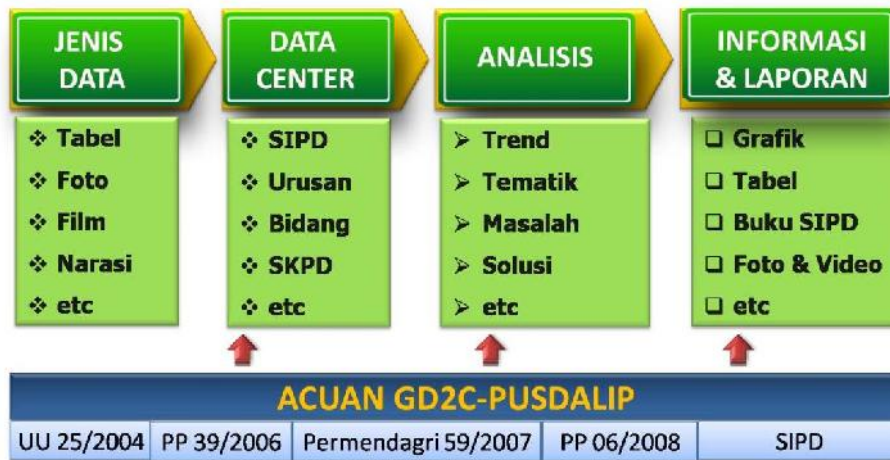 JENIS
DATA
Tabel
Foto
Film
Narasi
etc
DATA
CENTER
SIPD
Urusan
Bidang
SKPD
etc
ANALISIS
Trend
Tematik
Masalah
Solusi
etc
INFORMASI
& LAPORAN
Grafik
Tabel
Buku SIPD
Foto & Video
etc
ACUAN GD2C-PUSDALIP
UU 25/2004 PP 39/2006 Permendagri 59/2007 PP 06/2008 SIPD